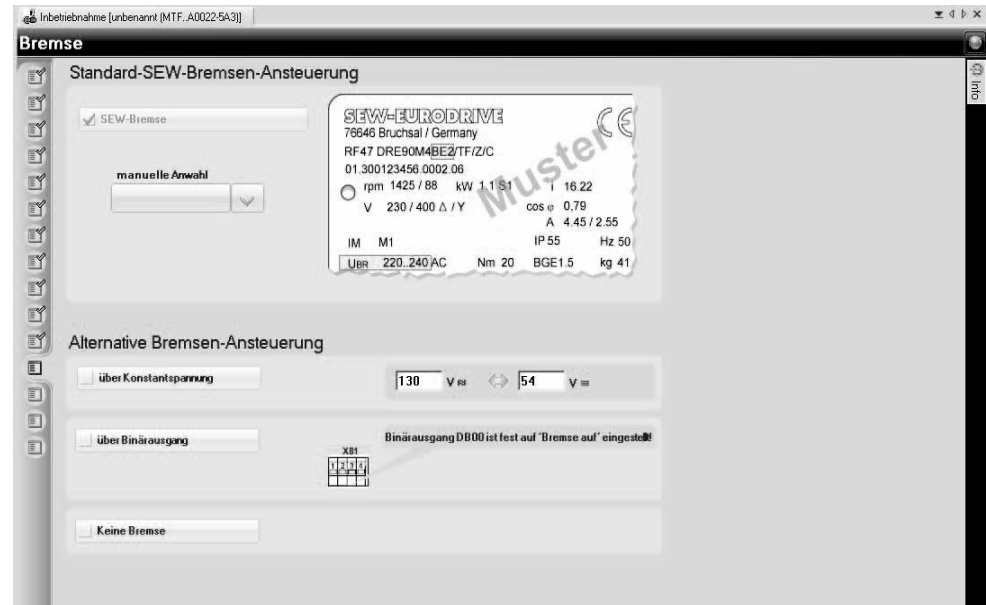 Inbetriebnahme [unbenannt (MTF..A0022-5A3)]
Bremse
Info
Standard-SEW-Bremsen-Ansteuerung
SEW-Bremse
manuelle Anwahl
SEW-EURODRIVE CE
76646 Bruchsal / Germany
RF47 DRE90M4BE2/TF/Z/C
01.300123456.0002.06
rpm 1425 / 88 kW 1.1 S1 i 16.22
V 230 / 400 Δ / Y cos φ 0,79
A 4.45 / 2.55
IM M1 IP 55 Hz 50
UBR 220..240 AC Nm 20 BGE1.5 kg 41
Muster
Alternative Bremsen-Ansteuerung
über Konstantspannung 130 V ≈ 54 V =
über Binärausgang
Binärausgang DB00 ist fest auf 'Bremse auf' eingestellt!
X81
1 2 3 4
Keine Bremse